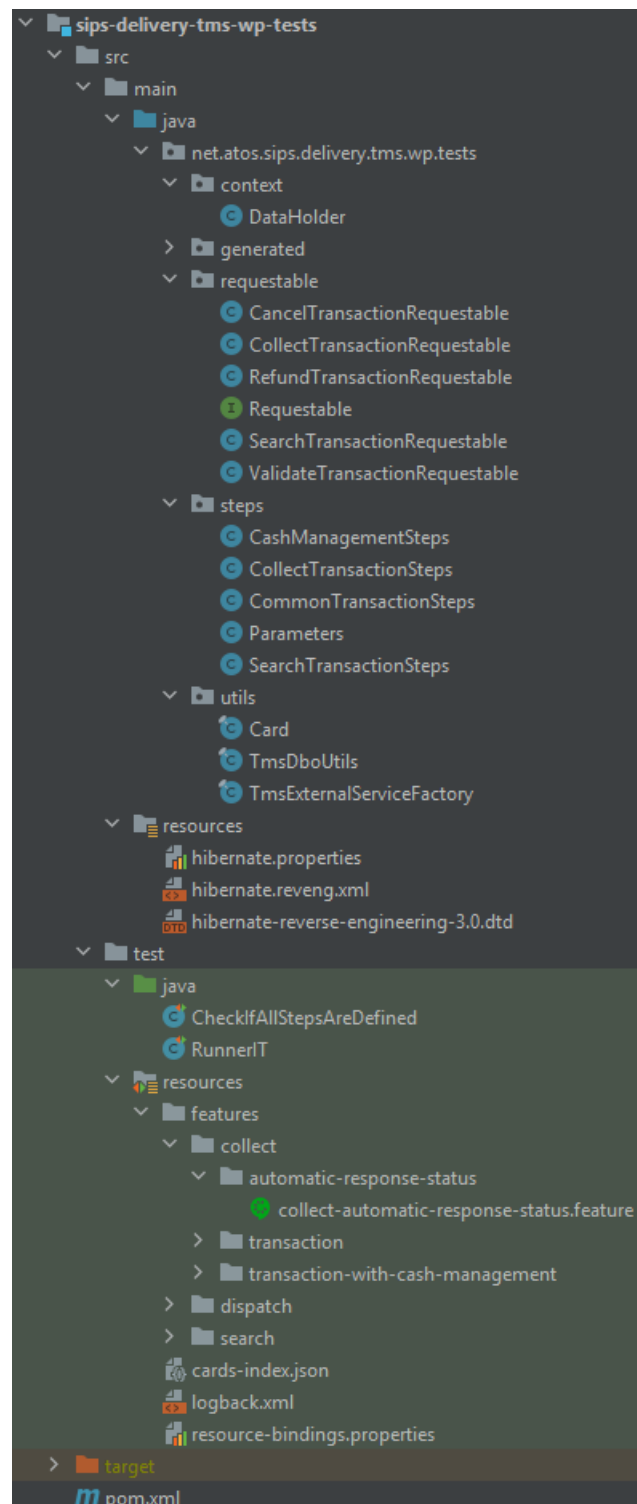 sips-delivery-tms-wp-tests
src
main
java
net.atos.sips.delivery.tms.wp.tests
context
DataHolder
generated
requestable
CancelTransactionRequestable
CollectTransactionRequestable
RefundTransactionRequestable
Requestable
SearchTransactionRequestable
ValidateTransactionRequestable
steps
CashManagementSteps
CollectTransactionSteps
CommonTransactionSteps
Parameters
SearchTransactionSteps
utils
Card
TmsDboUtils
TmsExternalServiceFactory
resources
hibernate.properties
hibernate.reveng.xml
hibernate-reverse-engineering-3.0.dtd
test
java
CheckIfAllStepsAreDefined
RunnerIT
resources
features
collect
automatic-response-status
collect-automatic-response-status.feature
transaction
transaction-with-cash-management
dispatch
search
cards-index.json
logback.xml
resource-bindings.properties
target
pom.xml